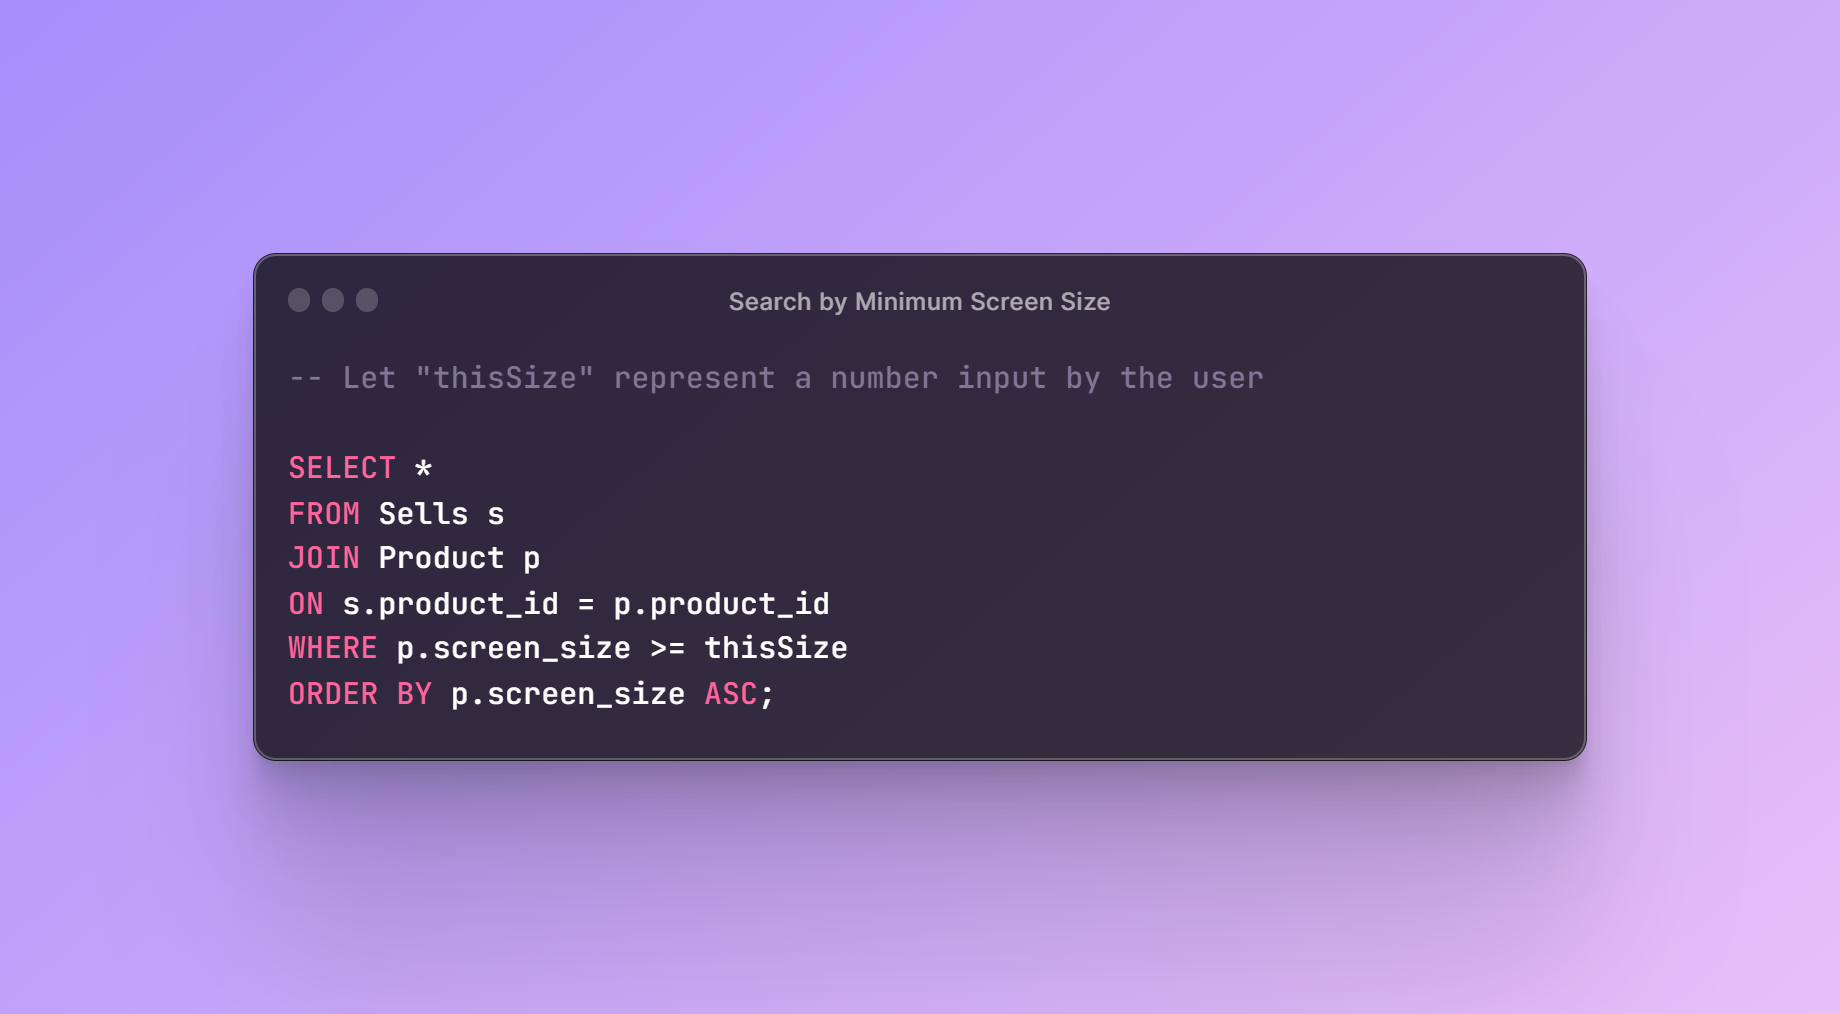 Search by Minimum Screen Size
-- Let "thisSize" represent a number input by the user
SELECT *
FROM Sells s
JOIN Product p
ON s.product_id = p.product_id
WHERE p.screen_size >= thisSize
ORDER BY p.screen_size ASC;